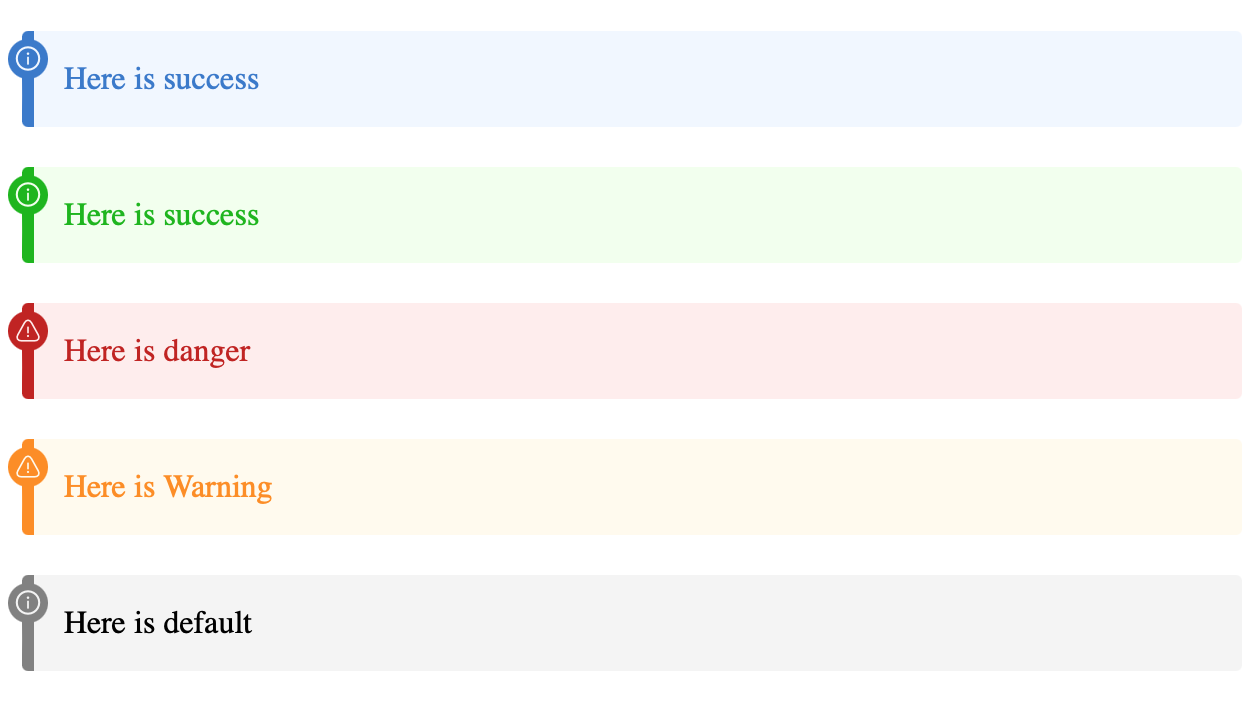 Here is success
Here is success
Here is danger
Here is Warning
Here is default